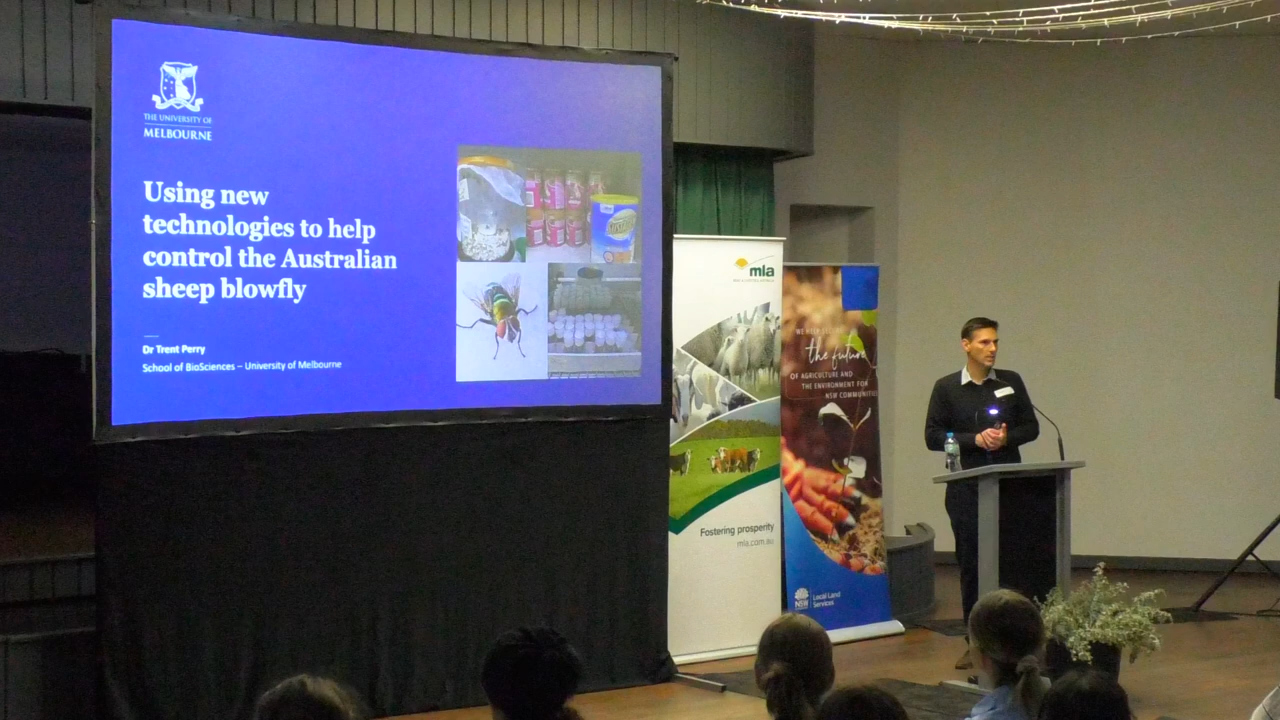 THE UNIVERSITY OF
MELBOURNE
Using new
technologies to help
control the Australian
sheep blowfly
Dr Trent Perry
School of BioSciences – University of Melbourne
mla
Fostering prosperity
mla.com.au
WE HELP SECURE
the future
OF AGRICULTURE AND
THE ENVIRONMENT FOR
NSW COMMUNITIES
NSW
Local Land
Services